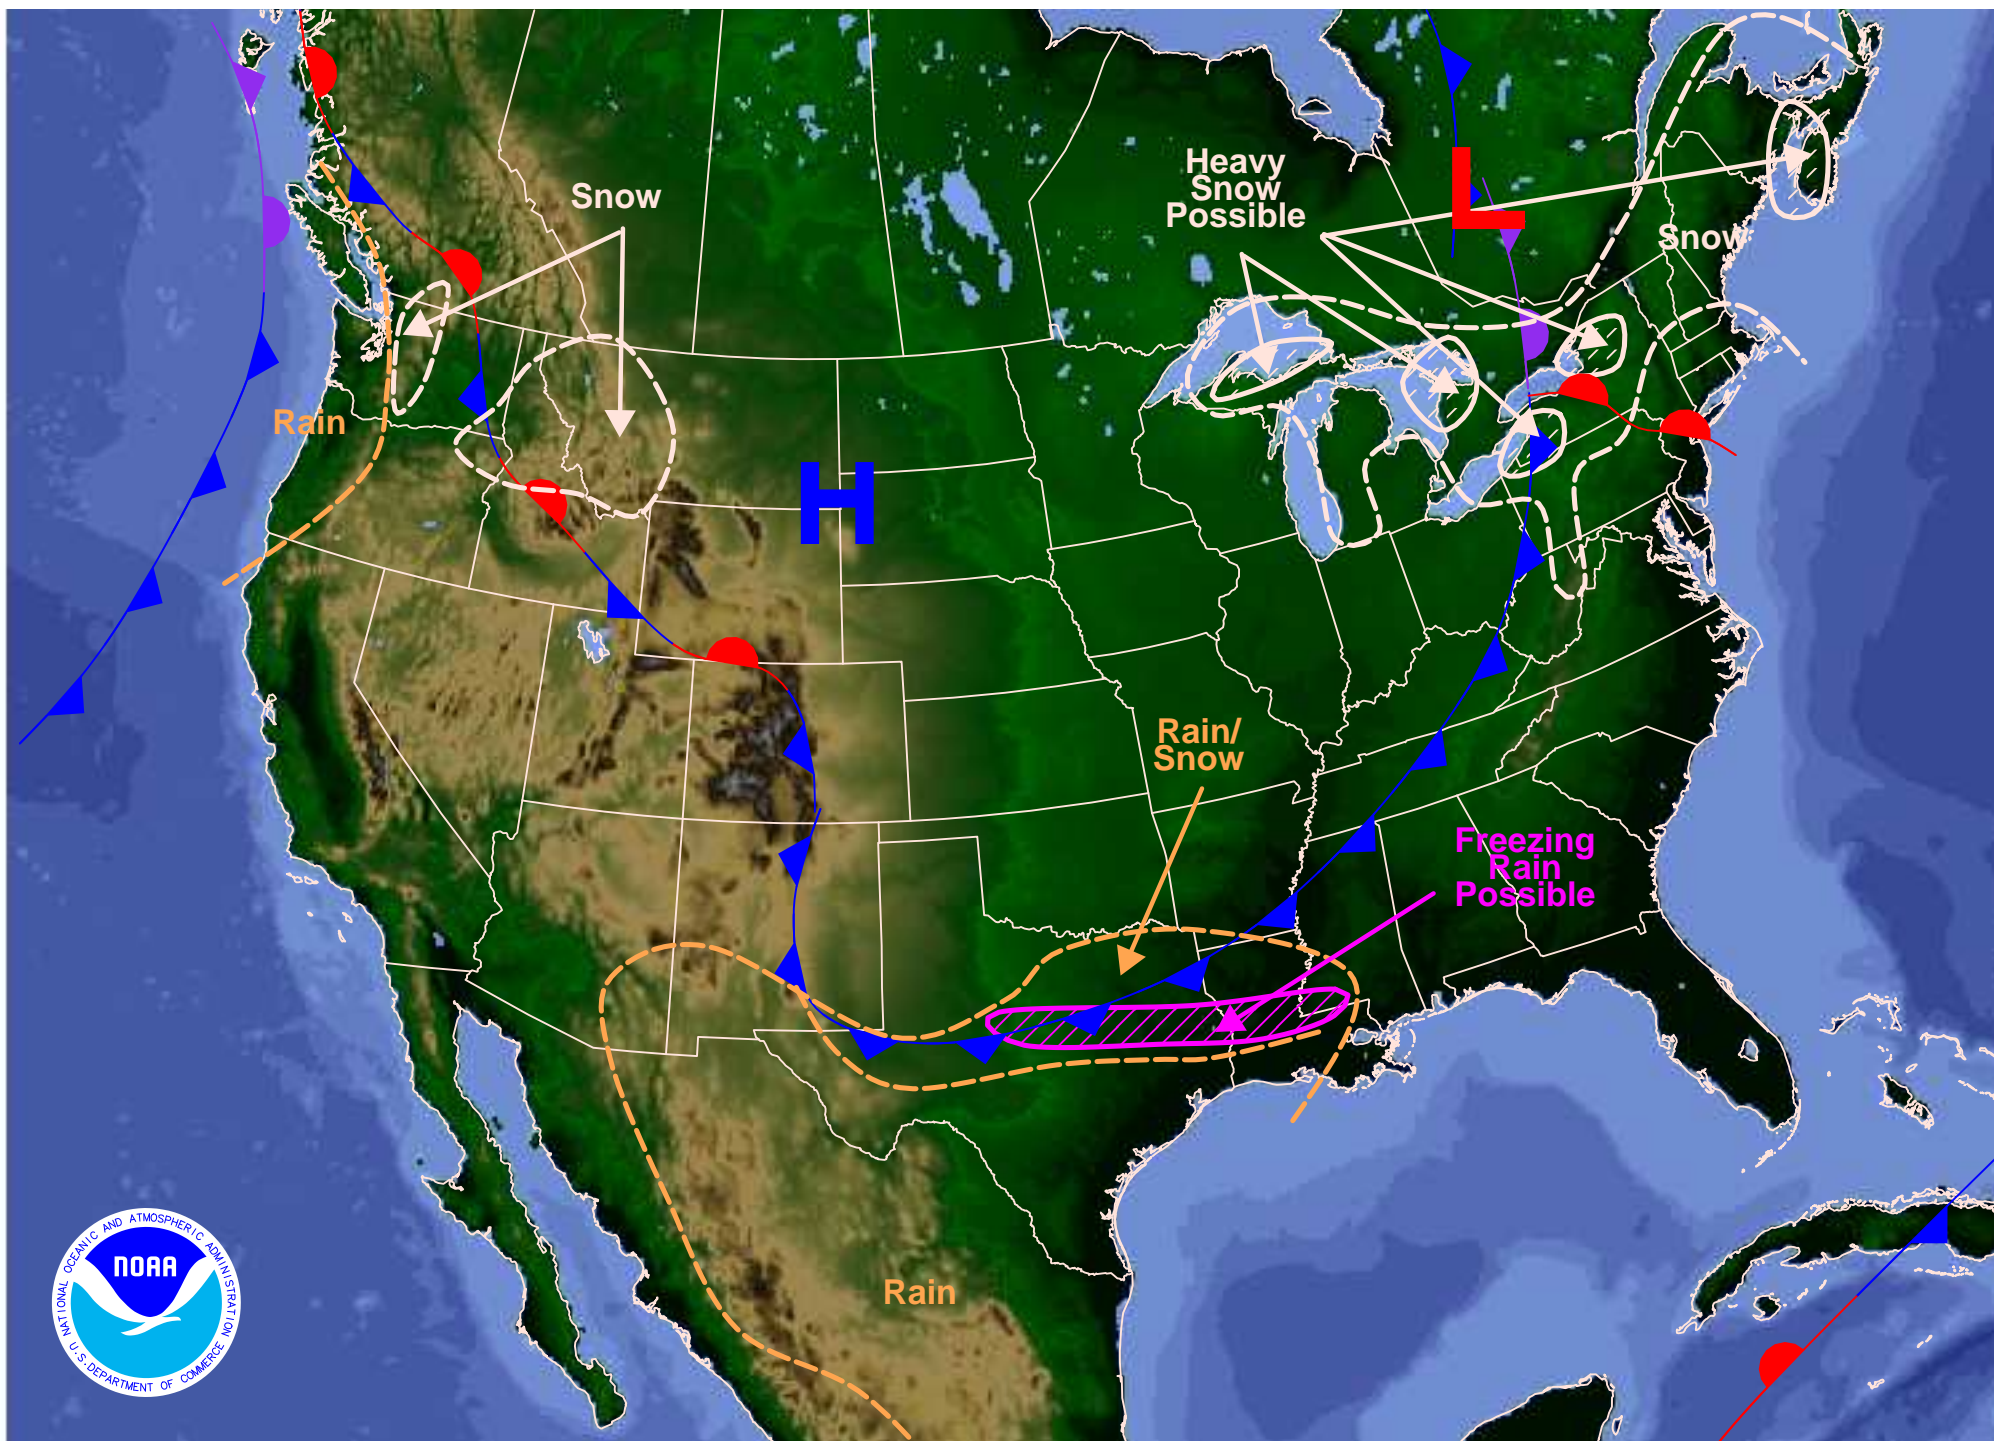 Heavy
Snow
Possible
Snow
L
Snow
Rain
H
Rain/
Snow
Freezing
Rain
Possible
Rain
NATIONAL OCEANIC AND ATMOSPHERIC ADMINISTRATION
NOAA
U.S. DEPARTMENT OF COMMERCE